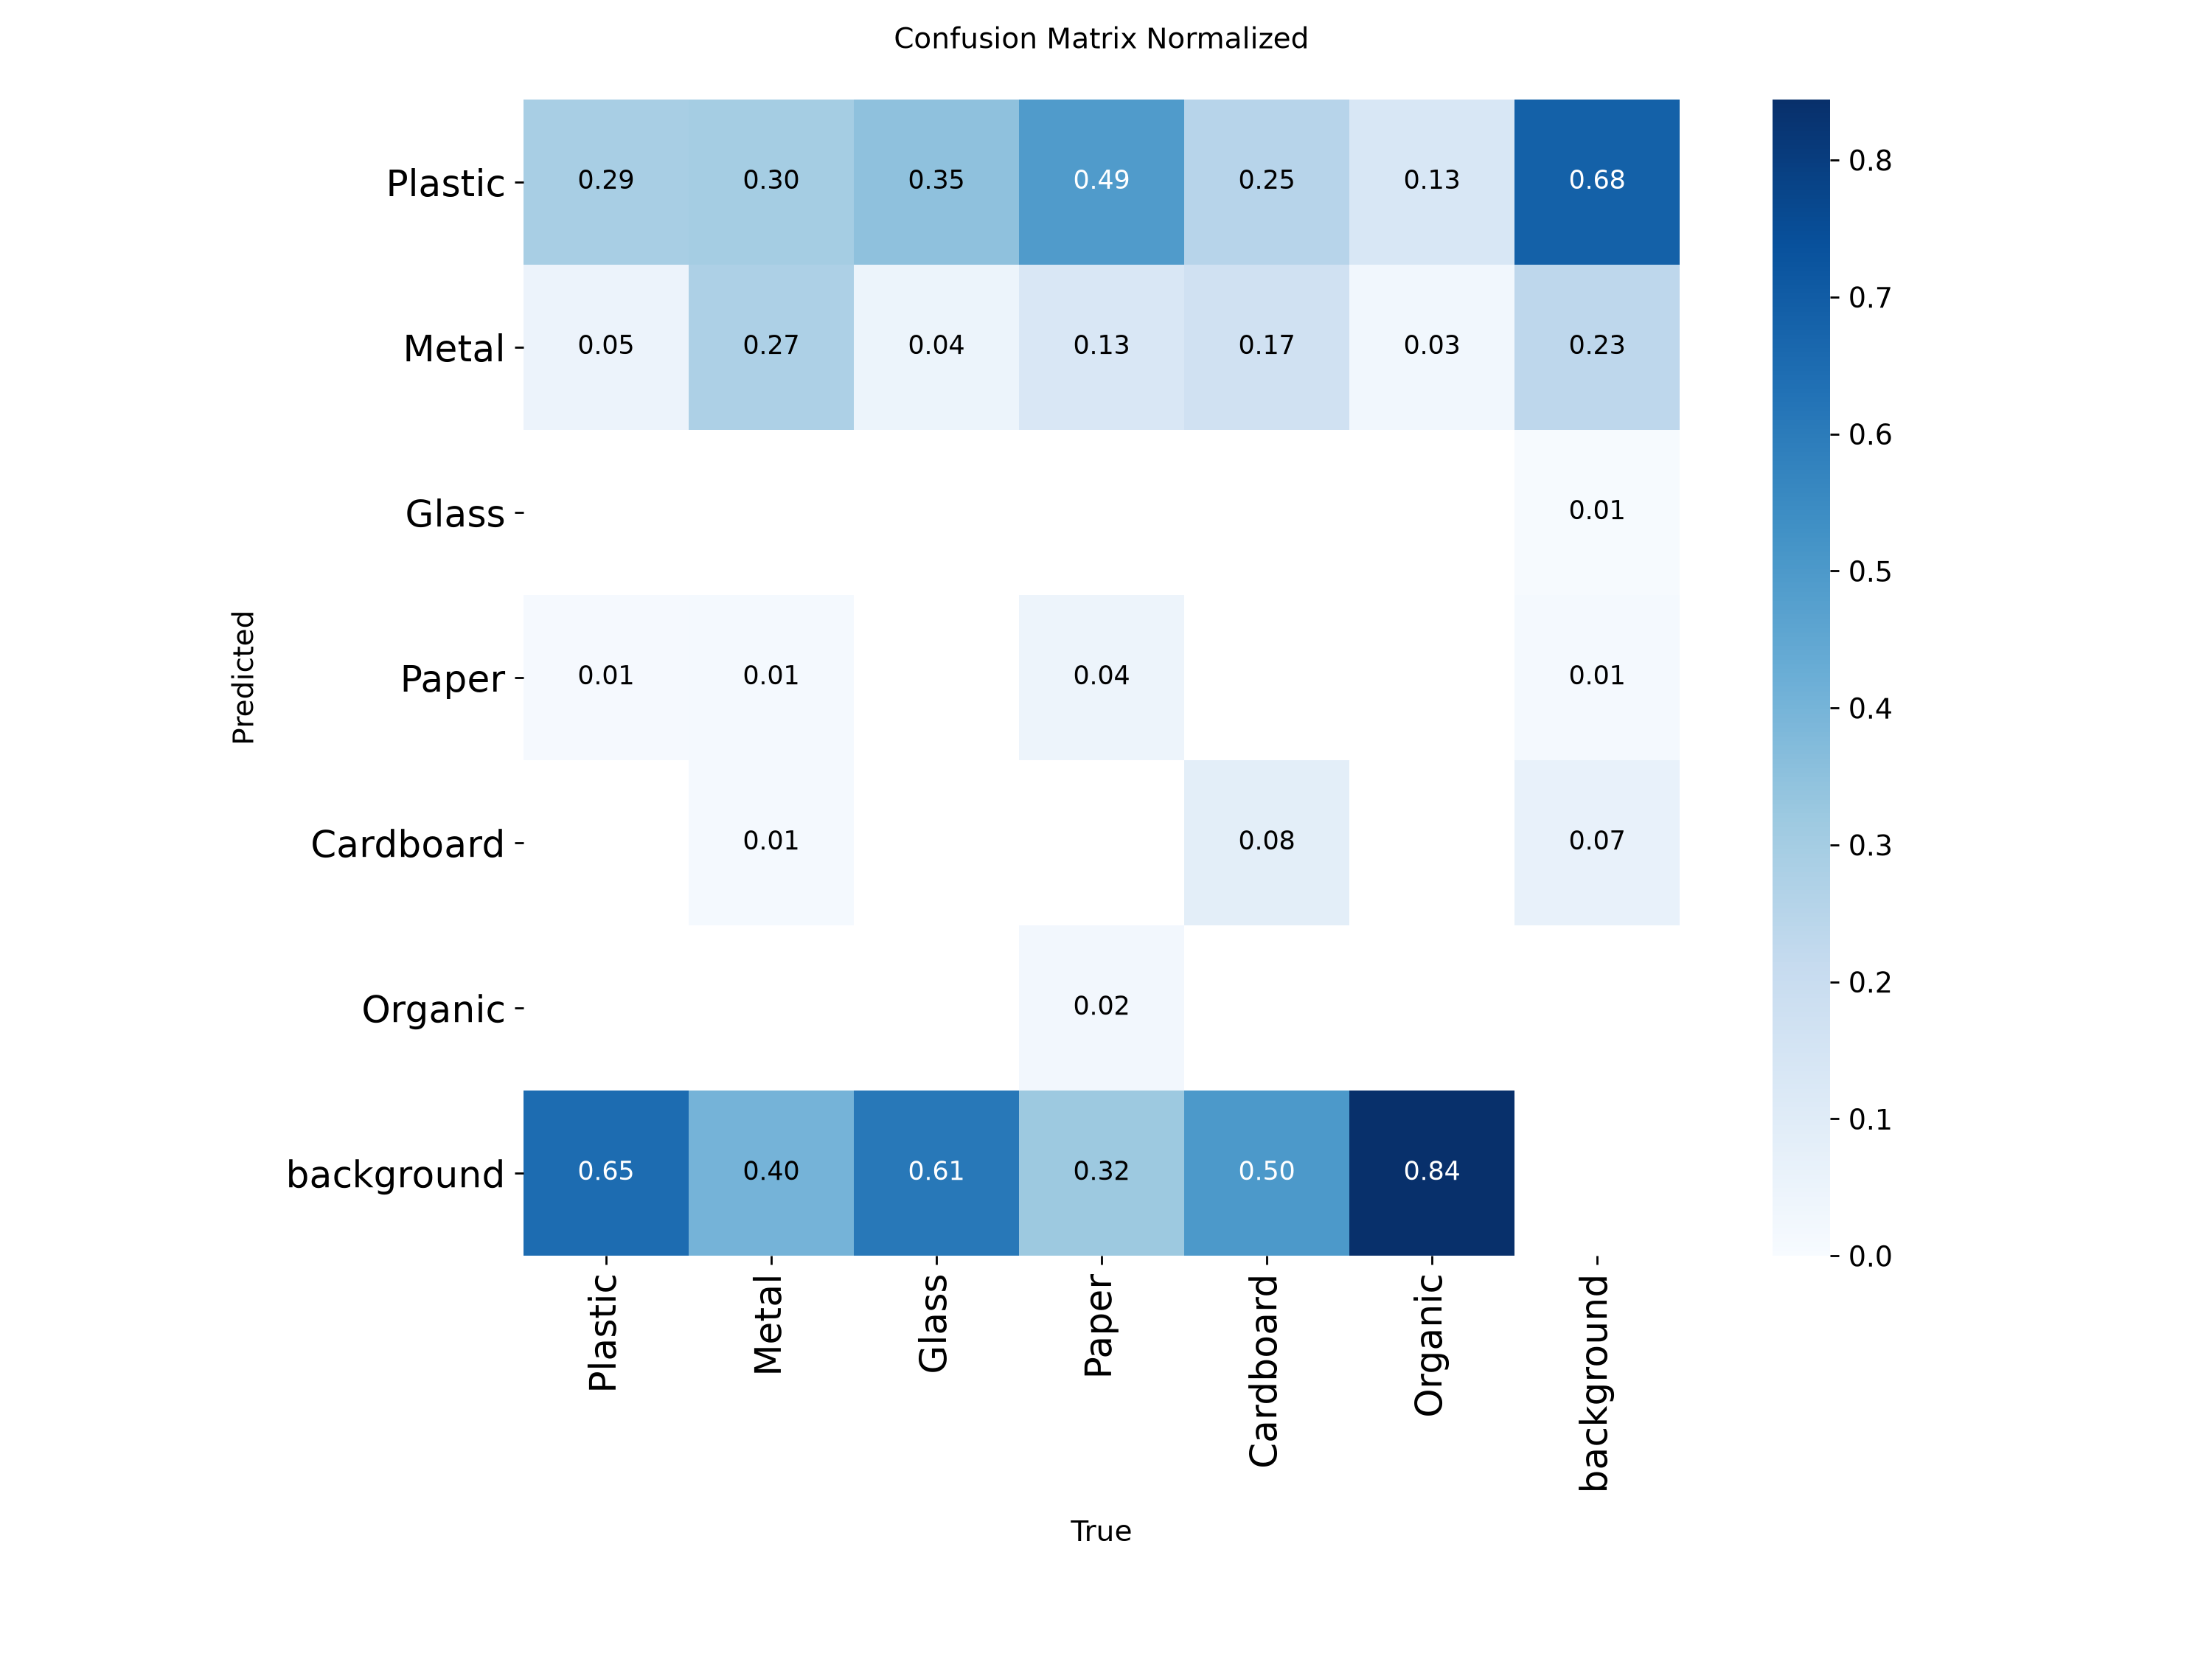 Confusion Matrix Normalized
Plastic 0.29 0.30 0.35 0.49 0.25 0.13 0.68
Metal 0.05 0.27 0.04 0.13 0.17 0.03 0.23
Glass 0.01
Paper 0.01 0.01 0.04 0.01
Cardboard 0.01 0.08 0.07
Organic 0.02
background 0.65 0.40 0.61 0.32 0.50 0.84
Predicted
Plastic
Metal
Glass
Paper
Cardboard
Organic
background
True
0.8
0.7
0.6
0.5
0.4
0.3
0.2
0.1
0.0